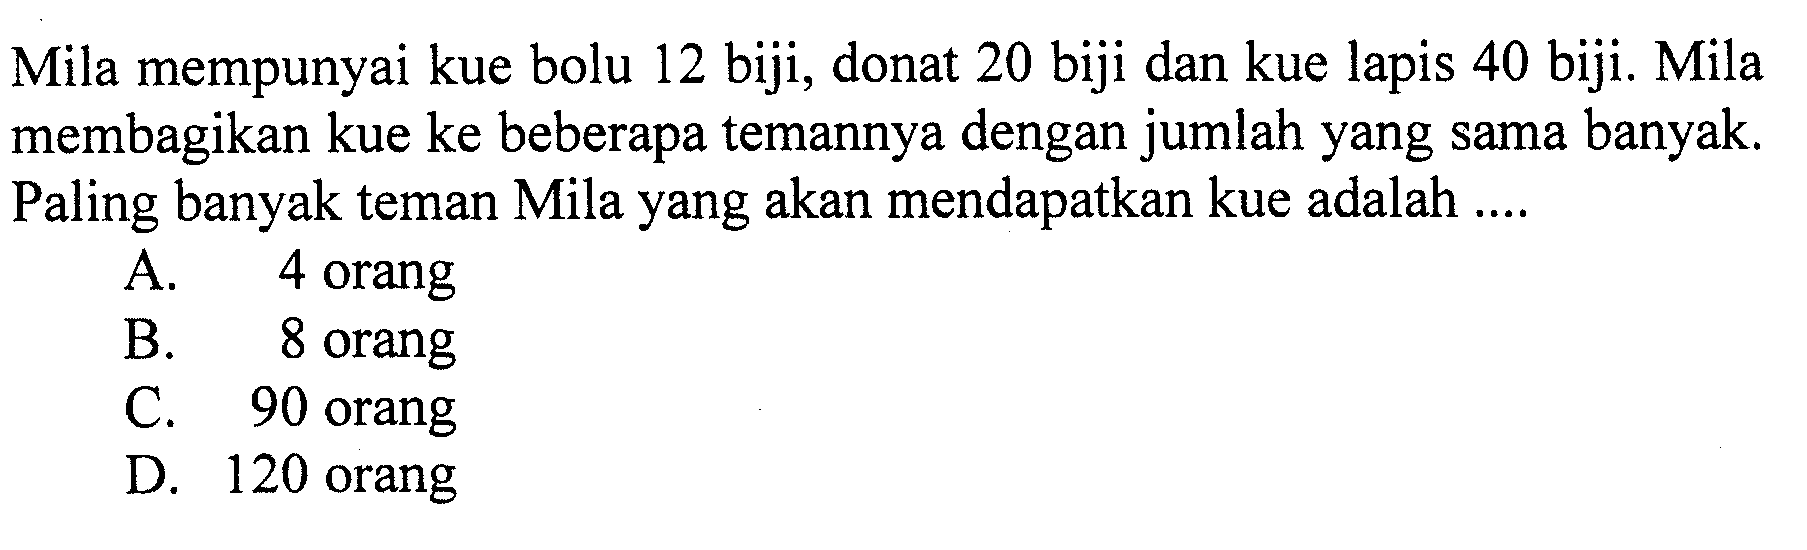 Mila mempunyai kue bolu 12 biji, donat 20 biji dan kue lapis 40 biji. Mila
membagikan kue ke beberapa temannya dengan jumlah yang sama banyak.
Paling banyak teman Mila yang akan mendapatkan kue adalah ....
A. 4 orang
B. 8 orang
C. 90 orang
D. 120 orang